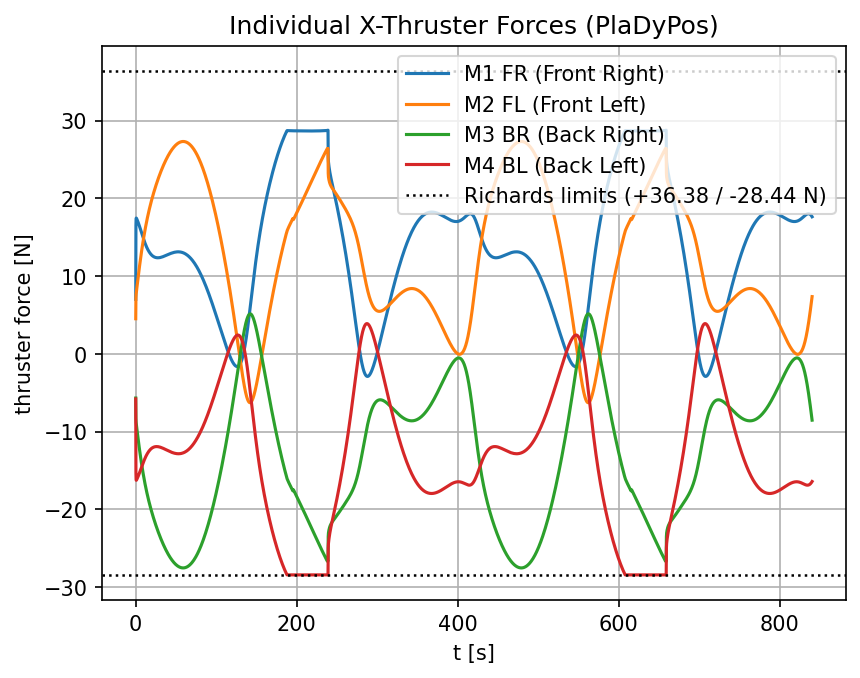 Individual X-Thruster Forces (PlaDyPos)
M1 FR (Front Right)
M2 FL (Front Left)
M3 BR (Back Right)
M4 BL (Back Left)
Richards limits (+36.38 / -28.44 N)
thruster force [N]
30
20
10
0
−10
−20
−30
0
200
400
600
800
t [s]